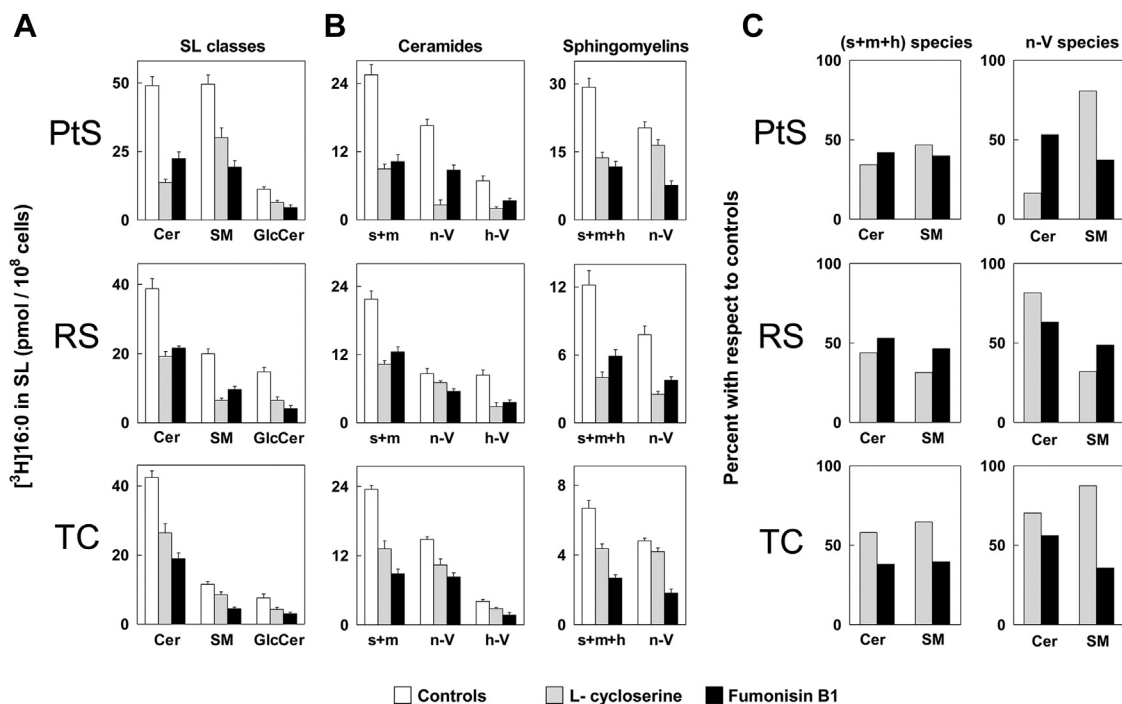 A
B
C
SL classes
Ceramides
Sphingomyelins
(s+m+h) species
n-V species
[³H]16:0 in SL (pmol / 10⁸ cells)
Percent with respect to controls
PtS
50
25
0
Cer SM GlcCer
24
12
0
s+m n-V h-V
30
15
0
s+m+h n-V
PtS
100
50
0
Cer SM
100
50
0
Cer SM
RS
40
20
0
Cer SM GlcCer
24
12
0
s+m n-V h-V
12
6
0
s+m+h n-V
RS
100
50
0
Cer SM
100
50
0
Cer SM
TC
40
20
0
Cer SM GlcCer
24
12
0
s+m n-V h-V
8
4
0
s+m+h n-V
TC
100
50
0
Cer SM
100
50
0
Cer SM
Controls L- cycloserine Fumonisin B1